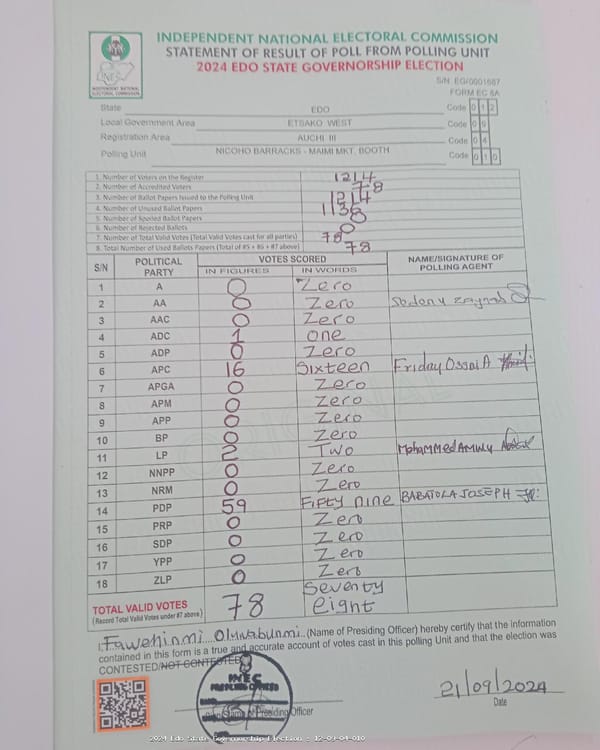 INDEPENDENT NATIONAL ELECTORAL COMMISSION
STATEMENT OF RESULT OF POLL FROM POLLING UNIT
2024 EDO STATE GOVERNORSHIP ELECTION
INEC
INDEPENDENT NATIONAL ELECTORAL COMMISSION
S/N EG/0001687
FORM EC 8A
State EDO Code 0 1 2
Local Government Area ETSAKO WEST Code 0 9
Registration Area AUCHI III Code 0 4
Polling Unit NICOHO BARRACKS - MAIMI MKT. BOOTH Code 0 1 0
1. Number of Voters on the Register 1214
2. Number of Accredited Voters 78
3. Number of Ballot Papers Issued to the Polling Unit 1214
4. Number of Unused Ballot Papers 1138
5. Number of Spoiled Ballot Papers
6. Number of Rejected Ballots 0
7. Number of Total Valid Votes (Total Valid Votes cast for all parties) 78
8. Total Number of Used Ballots Papers (Total of #5 + #6 + #7 above) 78
S/N POLITICAL PARTY VOTES SCORED NAME/SIGNATURE OF POLLING AGENT
IN FIGURES IN WORDS
1 A 0 Zero
2 AA 0 Zero
3 AAC 0 Zero
4 ADC 1 One
5 ADP 0 Zero
6 APC 16 Sixteen Friday Ossai A
7 APGA 0 Zero
8 APM 0 Zero
9 APP 0 Zero
10 BP 0 Zero
11 LP 2 Two Mohammed Aminu
12 NNPP 0 Zero
13 NRM 0 Zero
14 PDP 59 Fifty nine BABATOLA JOSEPH
15 PRP 0 Zero
16 SDP 0 Zero
17 YPP 0 Zero
18 ZLP 0 Zero
TOTAL VALID VOTES 78 Seventy eight
(Record Total Valid Votes under #7 above)
I, Fawehinmi Oluwabunmi (Name of Presiding Officer) hereby certify that the information
contained in this form is a true and accurate account of votes cast in this polling Unit and that the election was
CONTESTED/NOT CONTESTED
INEC
PRESIDING OFFICER
Presiding Officer
21/09/2024
Date
2024 Edo State Governorship Election - 12-09-04-010